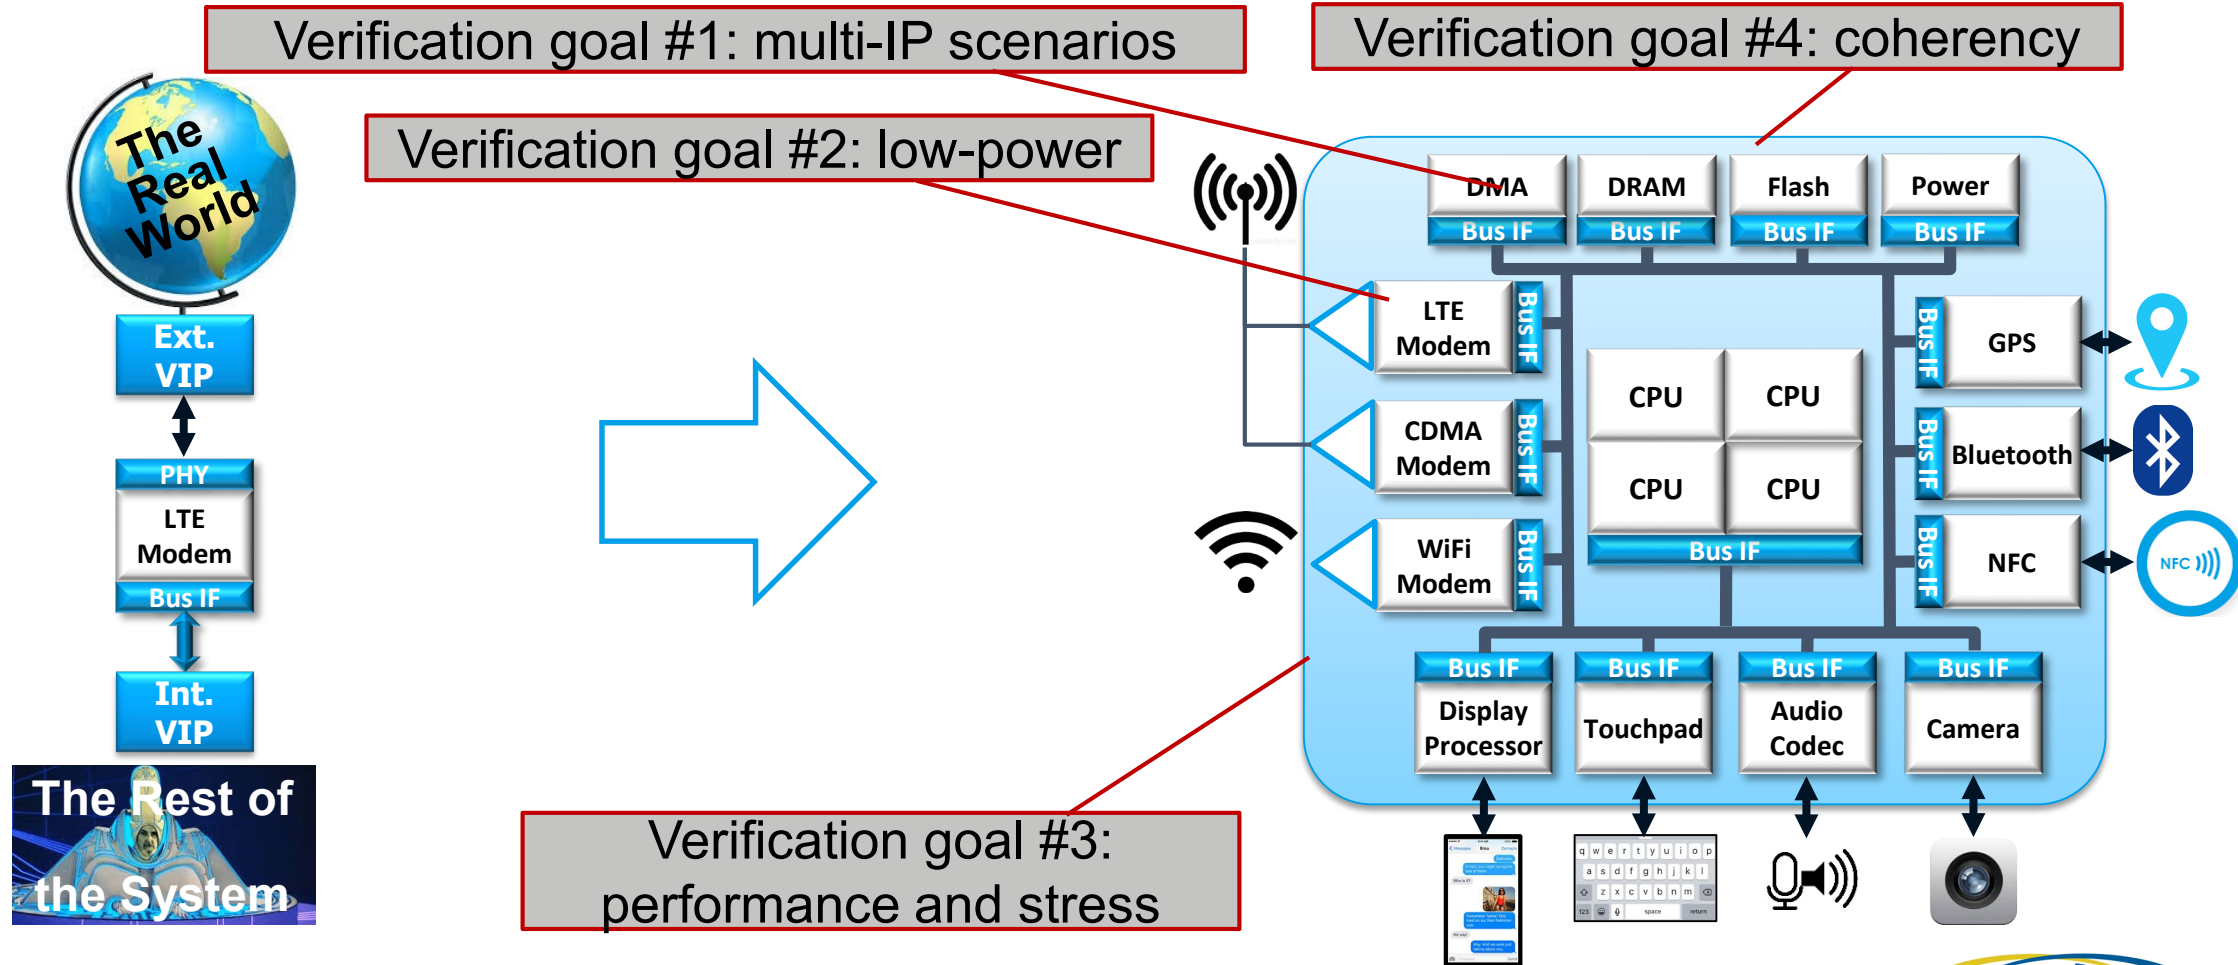 Verification goal #1: multi-IP scenarios
Verification goal #4: coherency
Verification goal #2: low-power
The
Real
World
Ext.
VIP
PHY
LTE
Modem
Bus IF
Int.
VIP
The Rest of
the System
Verification goal #3:
performance and stress
DMA
Bus IF
DRAM
Bus IF
Flash
Bus IF
Power
Bus IF
LTE
Modem
Bus IF
CDMA
Modem
Bus IF
WiFi
Modem
Bus IF
CPU
CPU
CPU
CPU
Bus IF
Bus IF
GPS
Bus IF
Bluetooth
Bus IF
NFC
NFC
Bus IF
Display
Processor
Bus IF
Touchpad
Bus IF
Audio
Codec
Bus IF
Camera
q w e r t y u i o p
a s d f g h j k l
z x c v b n m
123 space return